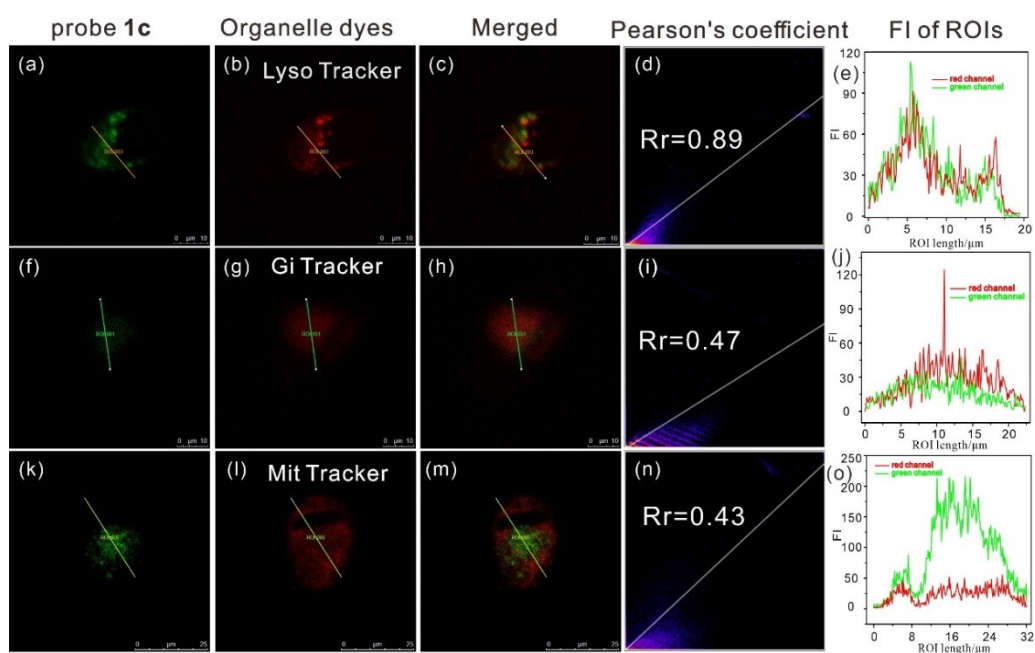 probe 1c Organelle dyes Merged Pearson's coefficient FI of ROIs
(a) (b) Lyso Tracker (c) (d) Rr=0.89 (e)
red channel
green channel
FI
120
90
60
30
0
0 5 10 15 20
ROI length/μm
0 μm 10
0 μm 10
0 μm 10
(f) (g) Gi Tracker (h) (i) Rr=0.47 (j)
red channel
green channel
FI
120
90
60
30
0
0 5 10 15 20
ROI length/μm
0 μm 10
0 μm 10
0 μm 10
(k) (l) Mit Tracker (m) (n) Rr=0.43 (o)
red channel
green channel
FI
250
200
150
100
50
0
0 8 16 24 32
ROI length/μm
0 μm 25
0 μm 25
0 μm 25